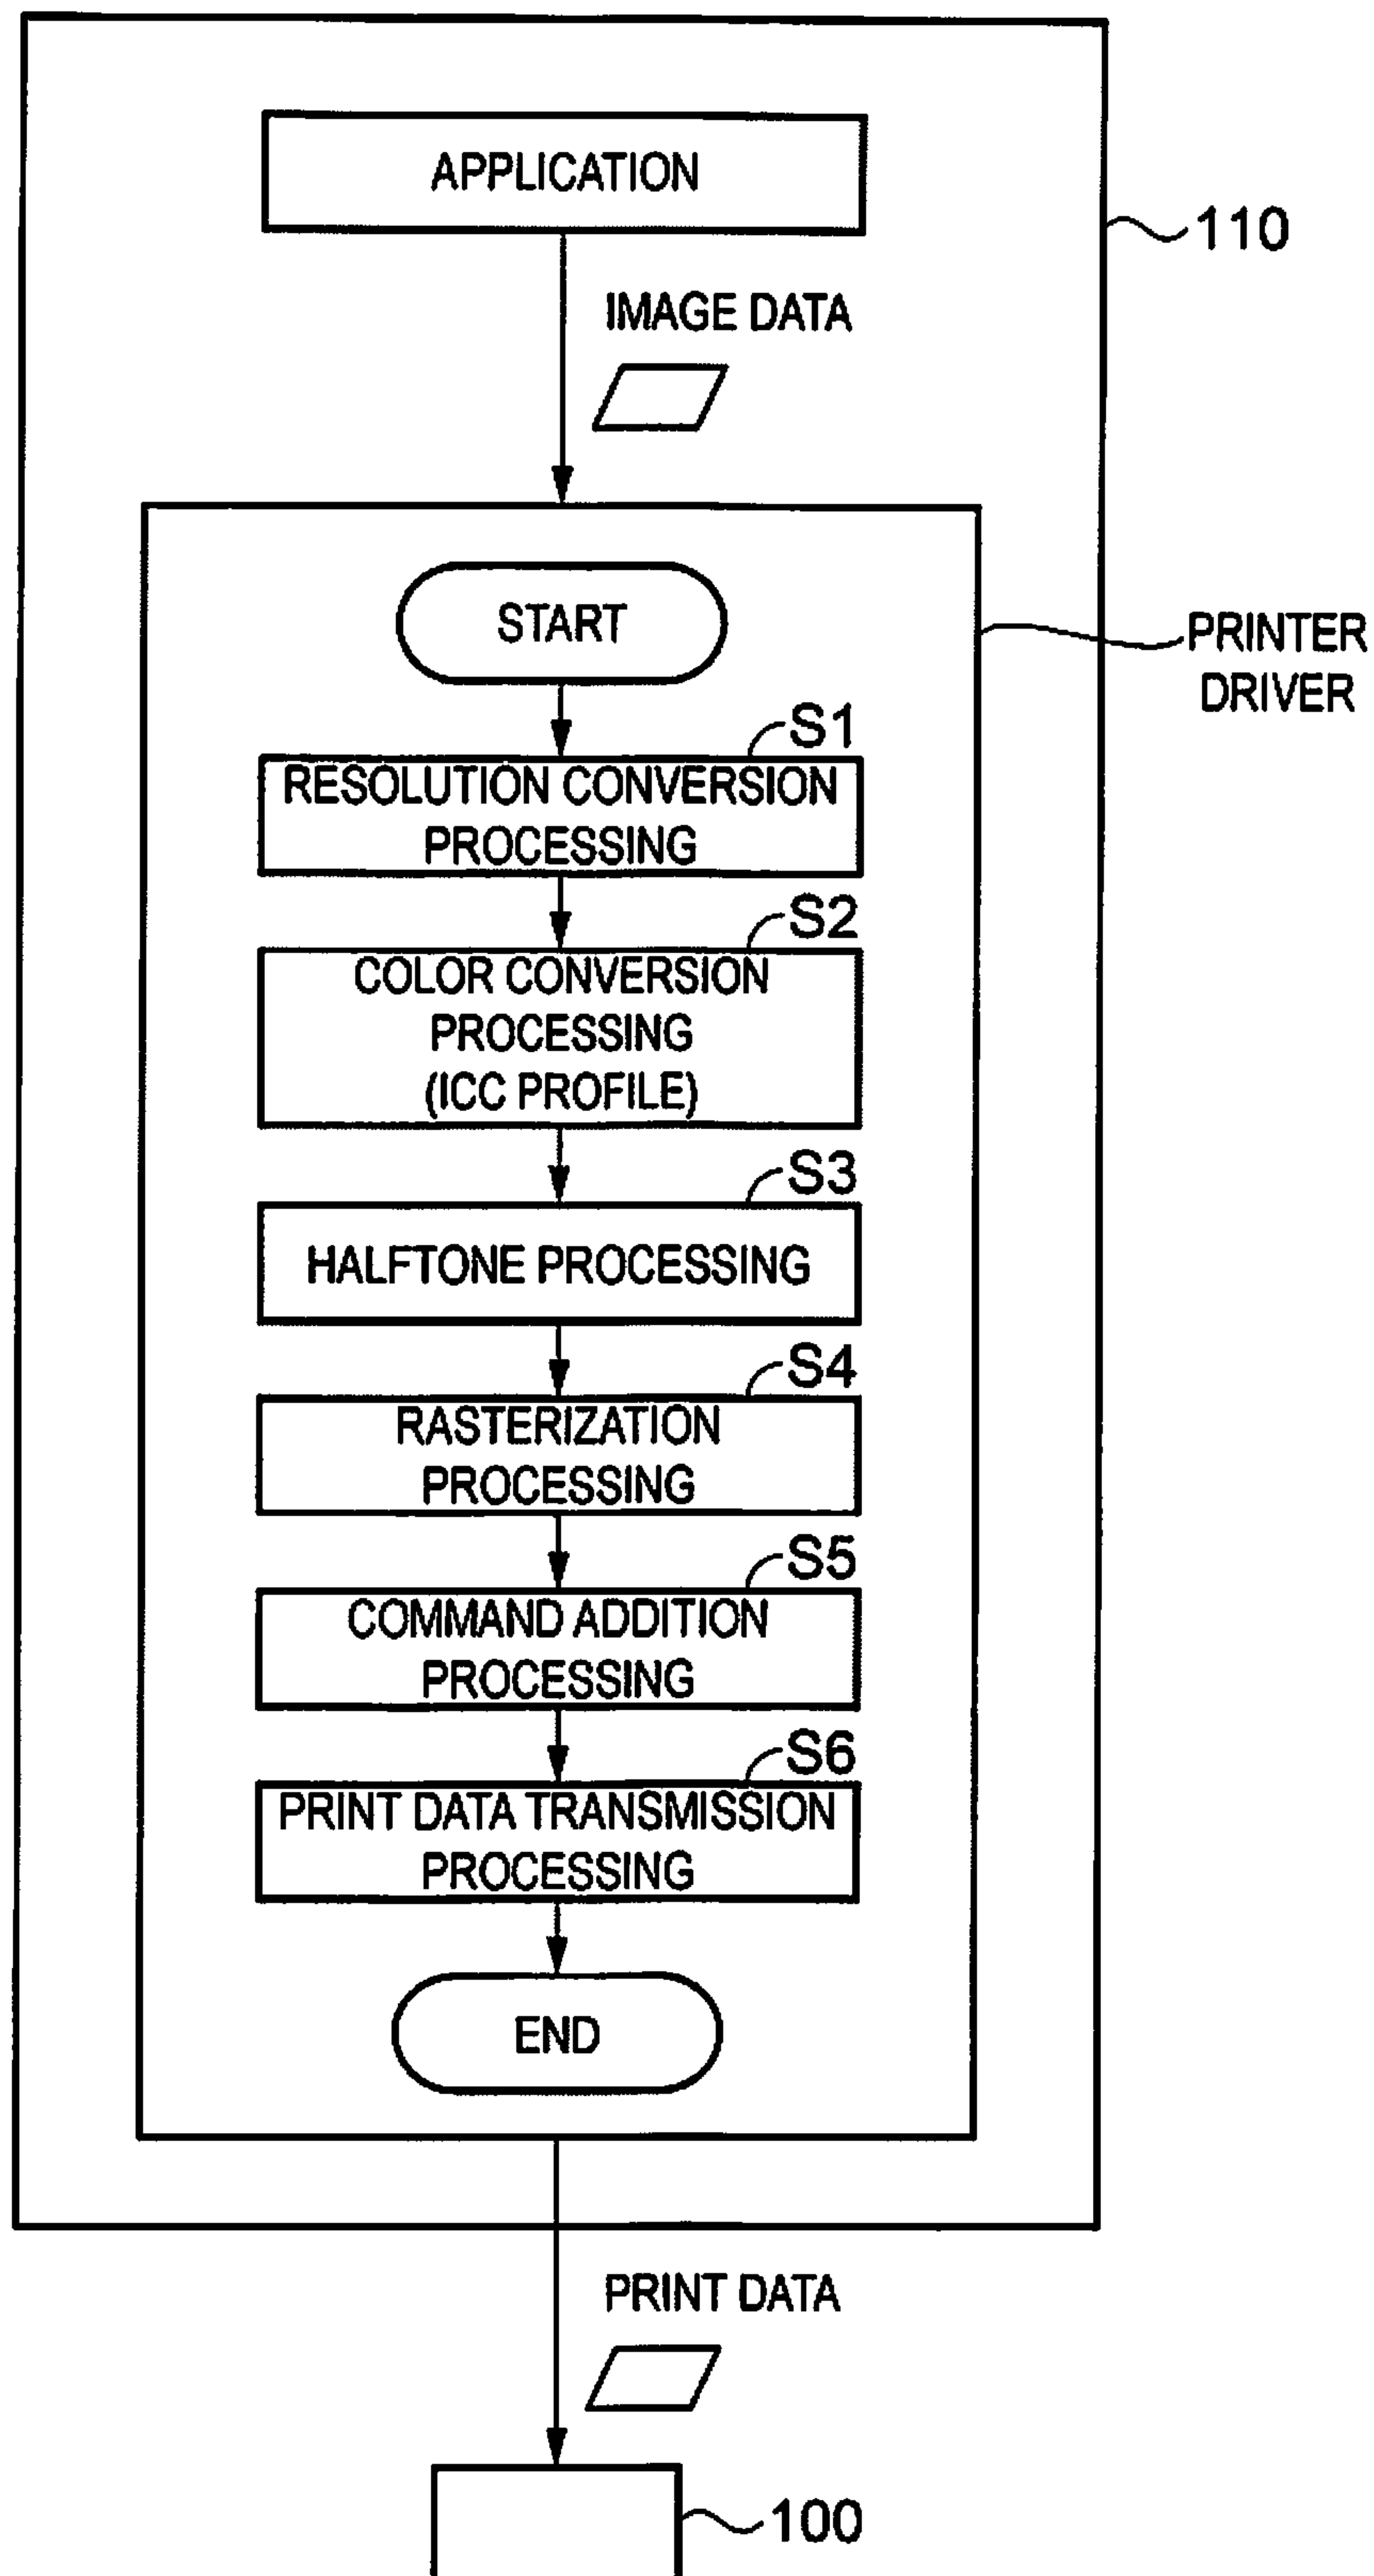 APPLICATION
110
IMAGE DATA
START
PRINTER
DRIVER
S1
RESOLUTION CONVERSION
PROCESSING
S2
COLOR CONVERSION
PROCESSING
(ICC PROFILE)
S3
HALFTONE PROCESSING
S4
RASTERIZATION
PROCESSING
S5
COMMAND ADDITION
PROCESSING
S6
PRINT DATA TRANSMISSION
PROCESSING
END
PRINT DATA
100